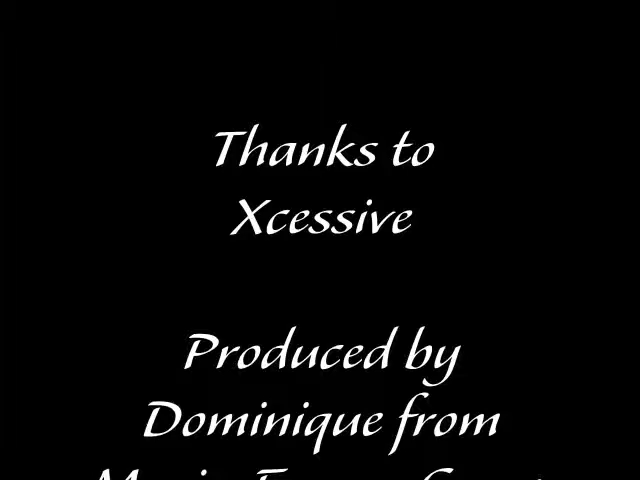 Thanks to
Xcessive
Produced by
Dominique from